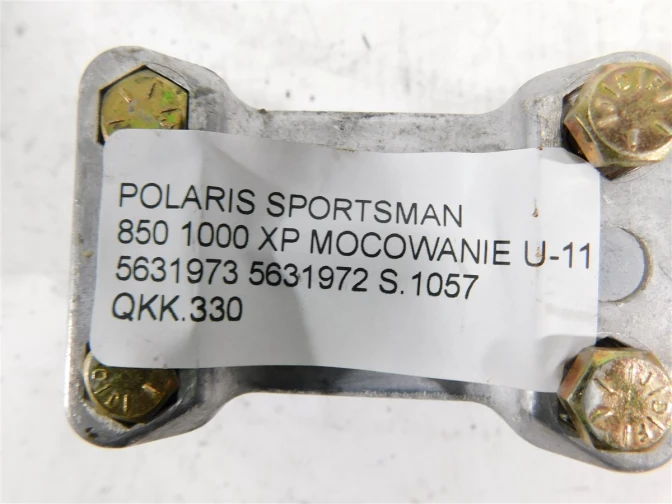 POLARIS SPORTSMAN
850 1000 XP MOCOWANIE U-11
5631973 5631972 S.1057
QKK.330